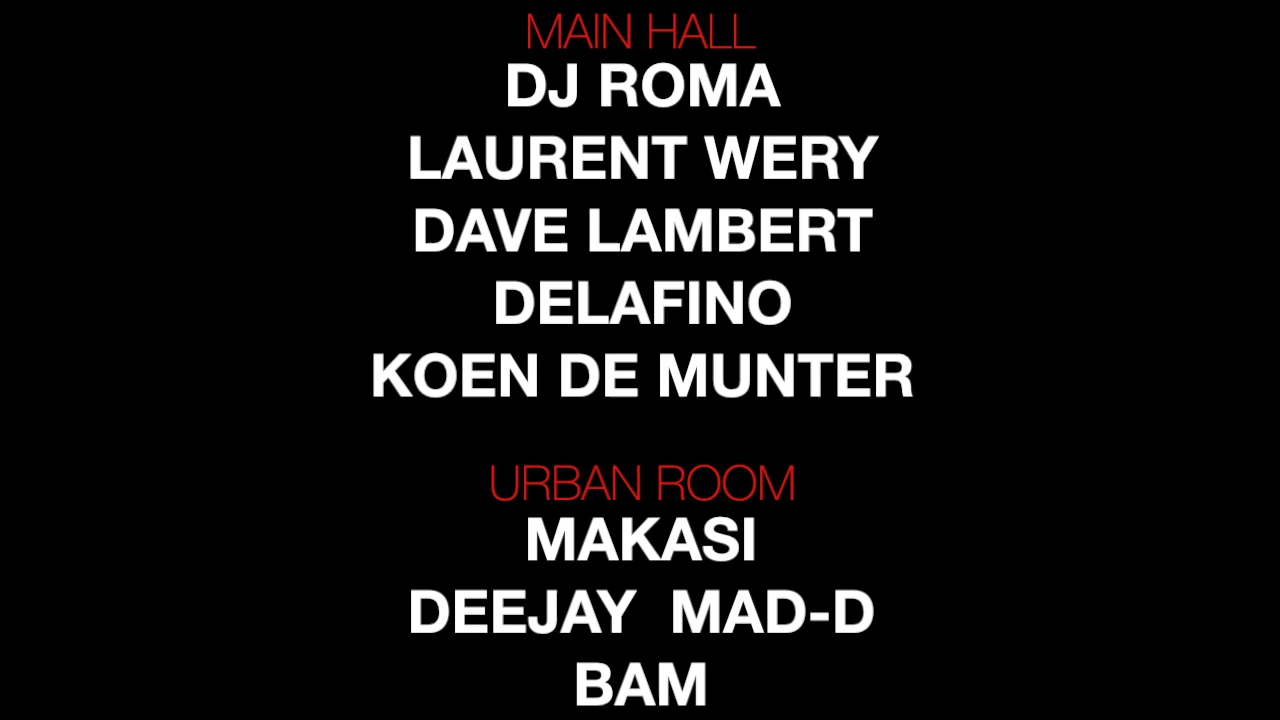 MAIN HALL
DJ ROMA
LAURENT WERY
DAVE LAMBERT
DELAFINO
KOEN DE MUNTER
URBAN ROOM
MAKASI
DEEJAY  MAD-D
BAM